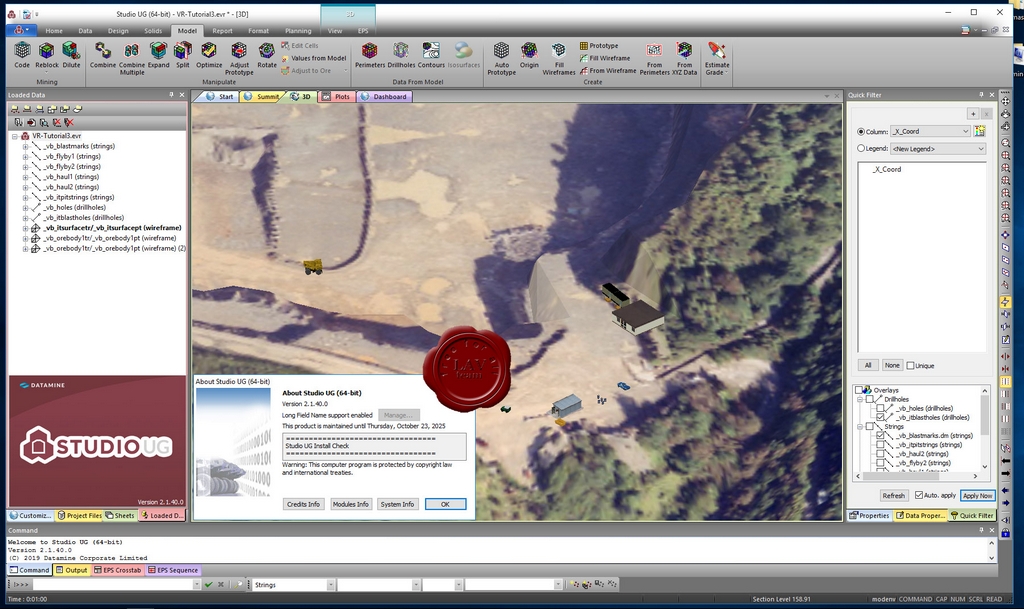 Studio UG (64-bit) - VR-Tutorial3.evr * - [3D]
3D
Home Data Design Solids Model Report Format Planning View EPS
Code Reblock Dilute
Mining
Combine Combine Multiple Expand Split Optimize Adjust Prototype Rotate
Edit Cells
Values from Model
Adjust to Ore
Manipulate
Perimeters Drillholes Contours Isosurfaces
Data From Model
Auto Prototype Origin Fill Wireframes
Prototype
Fill Wireframe
From Wireframe
From Perimeters From XYZ Data
Create
Estimate Grade
Loaded Data
VR-Tutorial3.evr
_vb_blastmarks (strings)
_vb_flyby1 (strings)
_vb_flyby2 (strings)
_vb_haul1 (strings)
_vb_haul2 (strings)
_vb_itpitstrings (strings)
_vb_holes (drillholes)
_vb_itblastholes (drillholes)
_vb_itsurfacetr/_vb_itsurfacept (wireframe)
_vb_orebody1tr/_vb_orebody1pt (wireframe)
_vb_orebody1tr/_vb_orebody1pt (wireframe) (2)
DATAMINE
STUDIOUG
Version 2.1.40.0
Customiz... Project Files Sheets Loaded D...
Start Summit 3D Plots Dashboard
LAV
Team
About Studio UG (64-bit)
About Studio UG (64-bit)
Version 2.1.40.0
Long Field Name support enabled Manage...
This product is maintained until Thursday, October 23, 2025
====================================
Studio UG Install Check
====================================
Warning: This computer program is protected by copyright law
and international treaties.
Credits Info Modules Info System Info OK
Quick Filter
Column: _X_Coord
Legend: <New Legend>
_X_Coord
All None Unique
Overlays
Drillholes
_vb_holes (drillholes)
_vb_itblastholes (drillholes)
Strings
_vb_blastmarks.dm (strings)
_vb_itpitstrings (strings)
_vb_haul2 (strings)
_vb_flyby2 (strings)
_vb_haul1 (strings)
Refresh Auto. apply Apply Now
Properties Data Proper... Quick Filter
Command
Welcome to Studio UG (64-bit)
Version 2.1.40.0
(C) 2019 Datamine Corporate Limited
Command Output EPS Crosstab EPS Sequence
>>> Strings
Time : 0:01:00 Section Level 158.91 modenv COMMAND CAP NUM SCRL READ